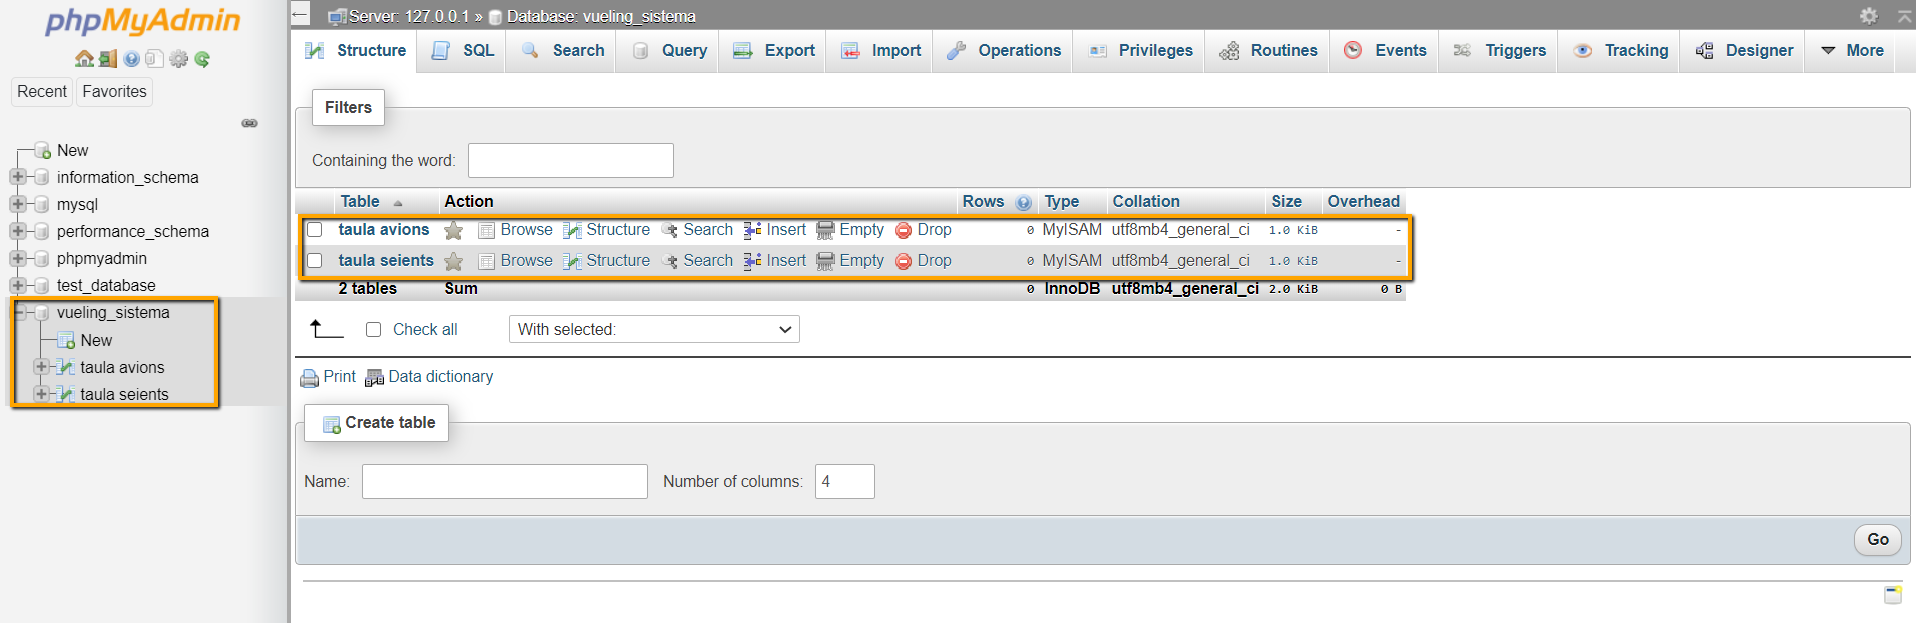 phpMyAdmin
Recent Favorites
New
information_schema
mysql
performance_schema
phpmyadmin
test_database
vueling_sistema
New
taula avions
taula seients
Server: 127.0.0.1 » Database: vueling_sistema
Structure SQL Search Query Export Import Operations Privileges Routines Events Triggers Tracking Designer More
Filters
Containing the word:
Table Action Rows Type Collation Size Overhead
taula avions Browse Structure Search Insert Empty Drop 0 MyISAM utf8mb4_general_ci 1.0 KiB -
taula seients Browse Structure Search Insert Empty Drop 0 MyISAM utf8mb4_general_ci 1.0 KiB -
2 tables Sum 0 InnoDB utf8mb4_general_ci 2.0 KiB 0 B
Check all With selected:
Print Data dictionary
Create table
Name: Number of columns: 4
Go